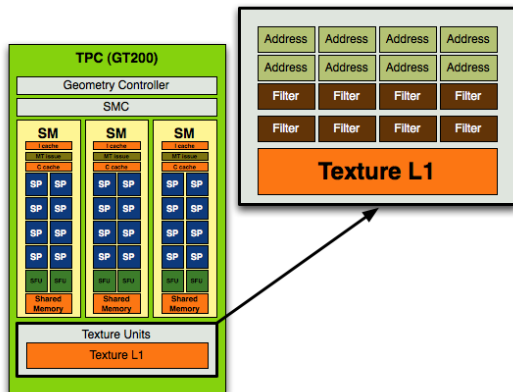 TPC (GT200)
Geometry Controller
SMC
SM SM SM
I cache I cache I cache
MT issue MT issue MT issue
C cache C cache C cache
SP SP SP SP SP SP
SP SP SP SP SP SP
SP SP SP SP SP SP
SP SP SP SP SP SP
SFU SFU SFU SFU SFU SFU
Shared Shared Shared
Memory Memory Memory
Texture Units
Texture L1
Address Address Address Address
Address Address Address Address
Filter Filter Filter Filter
Filter Filter Filter Filter
Texture L1